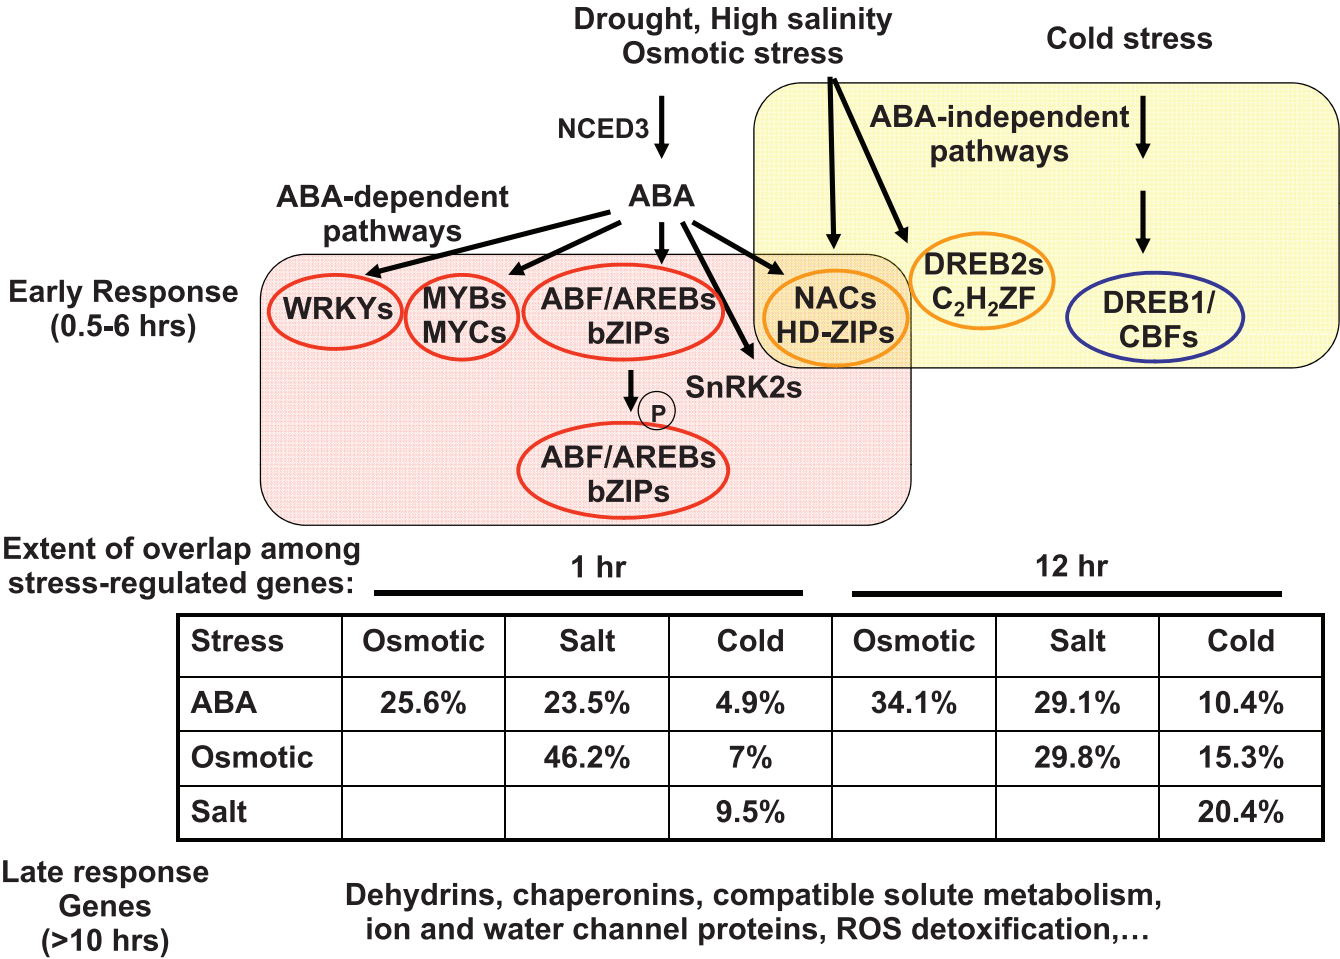 Drought, High salinity
Osmotic stress
Cold stress
NCED3
ABA-independent
pathways
ABA-dependent
pathways
ABA
Early Response
(0.5-6 hrs)
WRKYs
MYBs
MYCs
ABF/AREBs
bZIPs
NACs
HD-ZIPs
DREB2s
C₂H₂ZF
DREB1/
CBFs
SnRK2s
P
ABF/AREBs
bZIPs
Extent of overlap among
stress-regulated genes:
1 hr
12 hr
Stress Osmotic Salt Cold Osmotic Salt Cold
ABA 25.6% 23.5% 4.9% 34.1% 29.1% 10.4%
Osmotic 46.2% 7% 29.8% 15.3%
Salt 9.5% 20.4%
Late response
Genes
(>10 hrs)
Dehydrins, chaperonins, compatible solute metabolism,
ion and water channel proteins, ROS detoxification,…